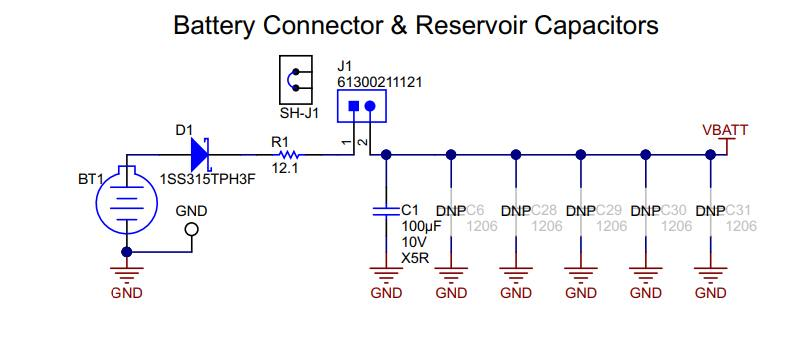 Battery Connector & Reservoir Capacitors
J1
61300211121
SH-J1
D1
R1
1
2
VBATT
BT1
1SS315TPH3F
12.1
GND
C1
100µF
10V
X5R
DNP C6
1206
DNP C28
1206
DNP C29
1206
DNP C30
1206
DNP C31
1206
GND
GND
GND
GND
GND
GND
GND